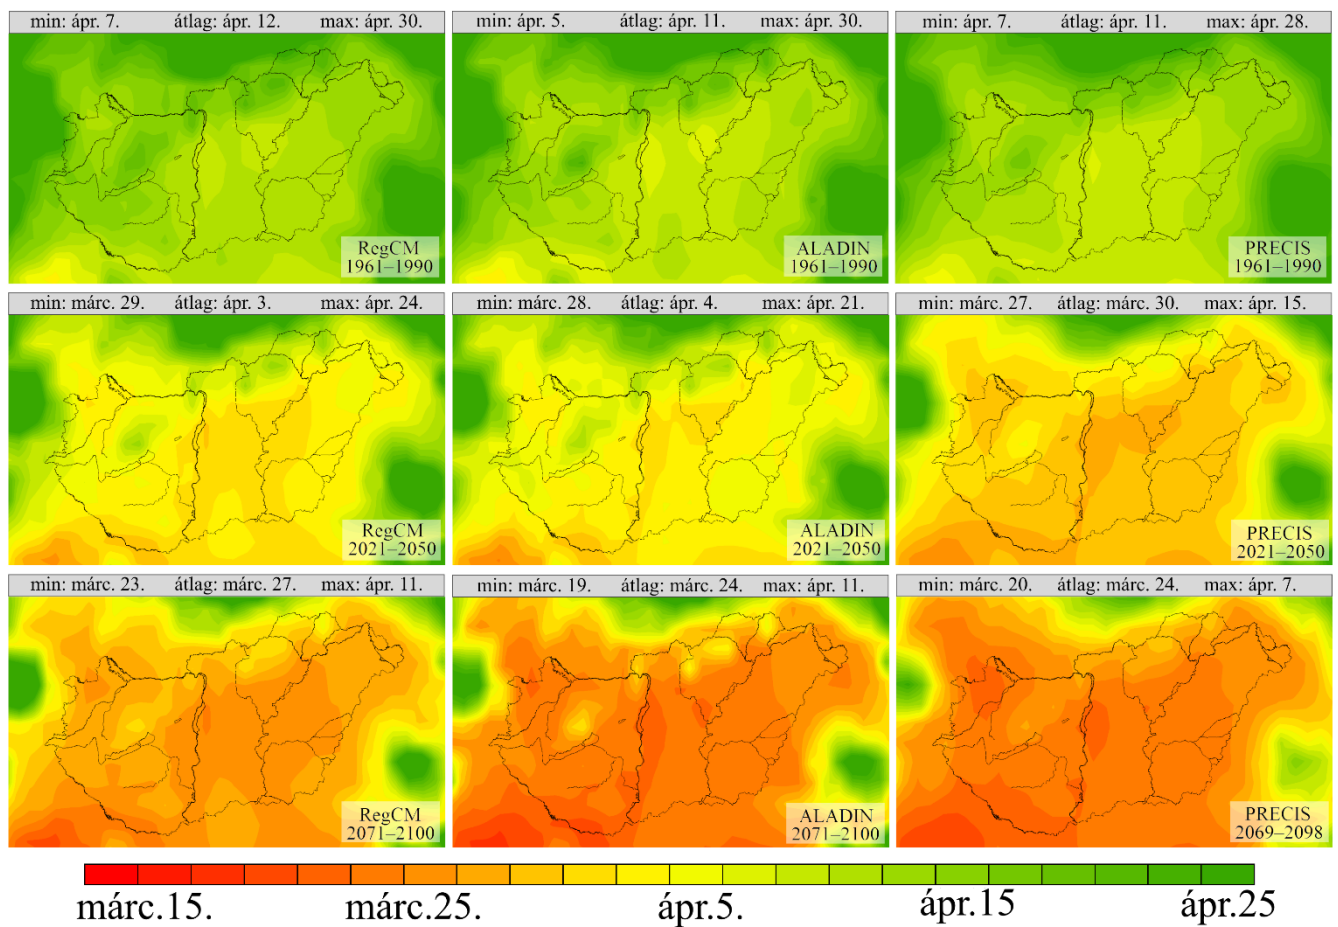 min: ápr. 7. átlag: ápr. 12. max: ápr. 30.
min: ápr. 5. átlag: ápr. 11. max: ápr. 30.
min: ápr. 7. átlag: ápr. 11. max: ápr. 28.
RegCM
1961–1990
ALADIN
1961–1990
PRECIS
1961–1990
min: márc. 29. átlag: ápr. 3. max: ápr. 24.
min: márc. 28. átlag: ápr. 4. max: ápr. 21.
min: márc. 27. átlag: márc. 30. max: ápr. 15.
RegCM
2021–2050
ALADIN
2021–2050
PRECIS
2021–2050
min: márc. 23. átlag: márc. 27. max: ápr. 11.
min: márc. 19. átlag: márc. 24. max: ápr. 11.
min: márc. 20. átlag: márc. 24. max: ápr. 7.
RegCM
2071–2100
ALADIN
2071–2100
PRECIS
2069–2098
márc.15. márc.25. ápr.5. ápr.15 ápr.25